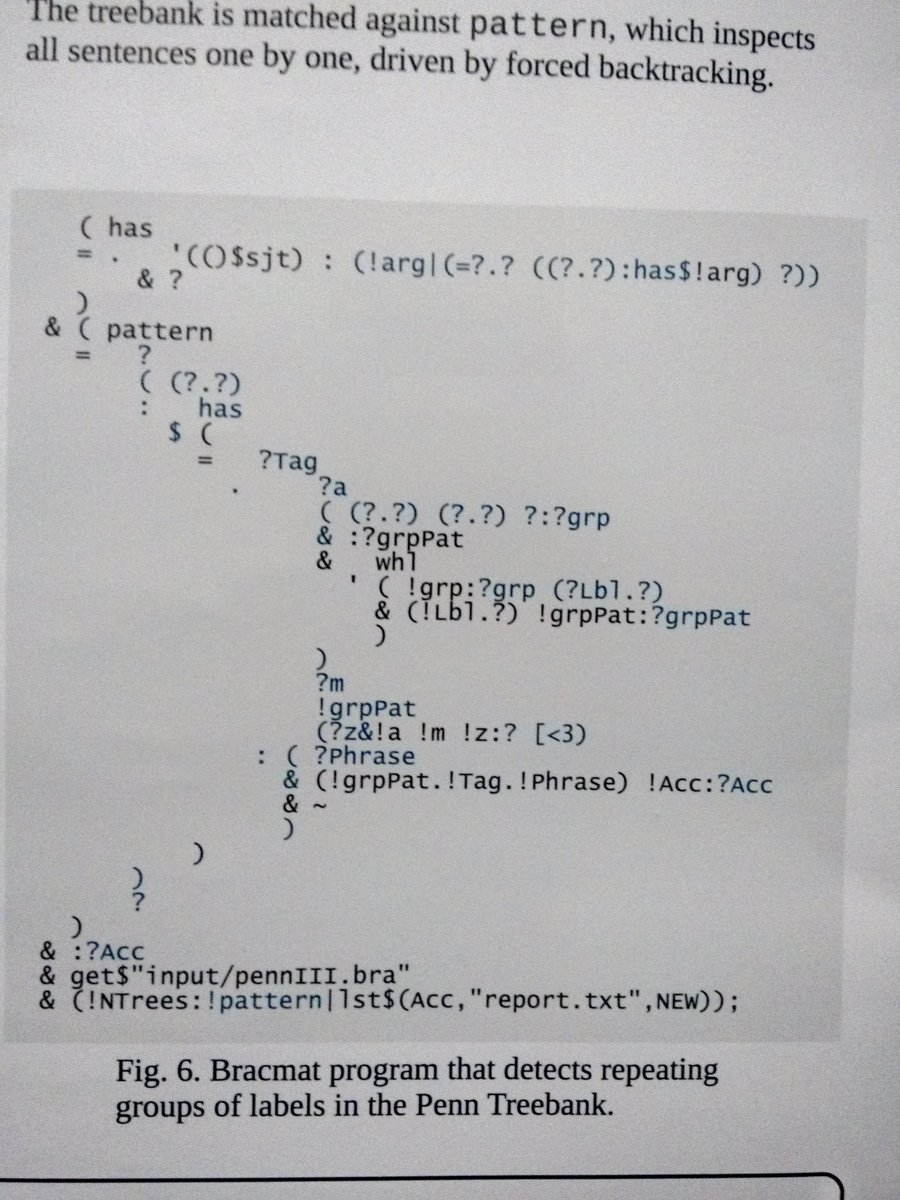 The treebank is matched against pattern, which inspects
all sentences one by one, driven by forced backtracking.
( has
= . '(()$sjt) : (!arg|(=?.? ((?.?):has$!arg) ?))
& ?
)
& ( pattern
= ?
( (?.?)
: has
$ (
= ?Tag
. ?a
( (?.?) (?.?) ?:?grp
& :?grpPat
& whl
' ( !grp:?grp (?Lbl.?)
& (!Lbl.?) !grpPat:?grpPat
)
)
?m
!grpPat
(?z&!a !m !z:? [<3)
: ( ?Phrase
& (!grpPat.!Tag.!Phrase) !Acc:?Acc
& ~
)
)
)
?
)
& :?Acc
& get$"input/pennIII.bra"
& (!NTrees:!pattern|lst$(Acc,"report.txt",NEW));
Fig. 6. Bracmat program that detects repeating
groups of labels in the Penn Treebank.